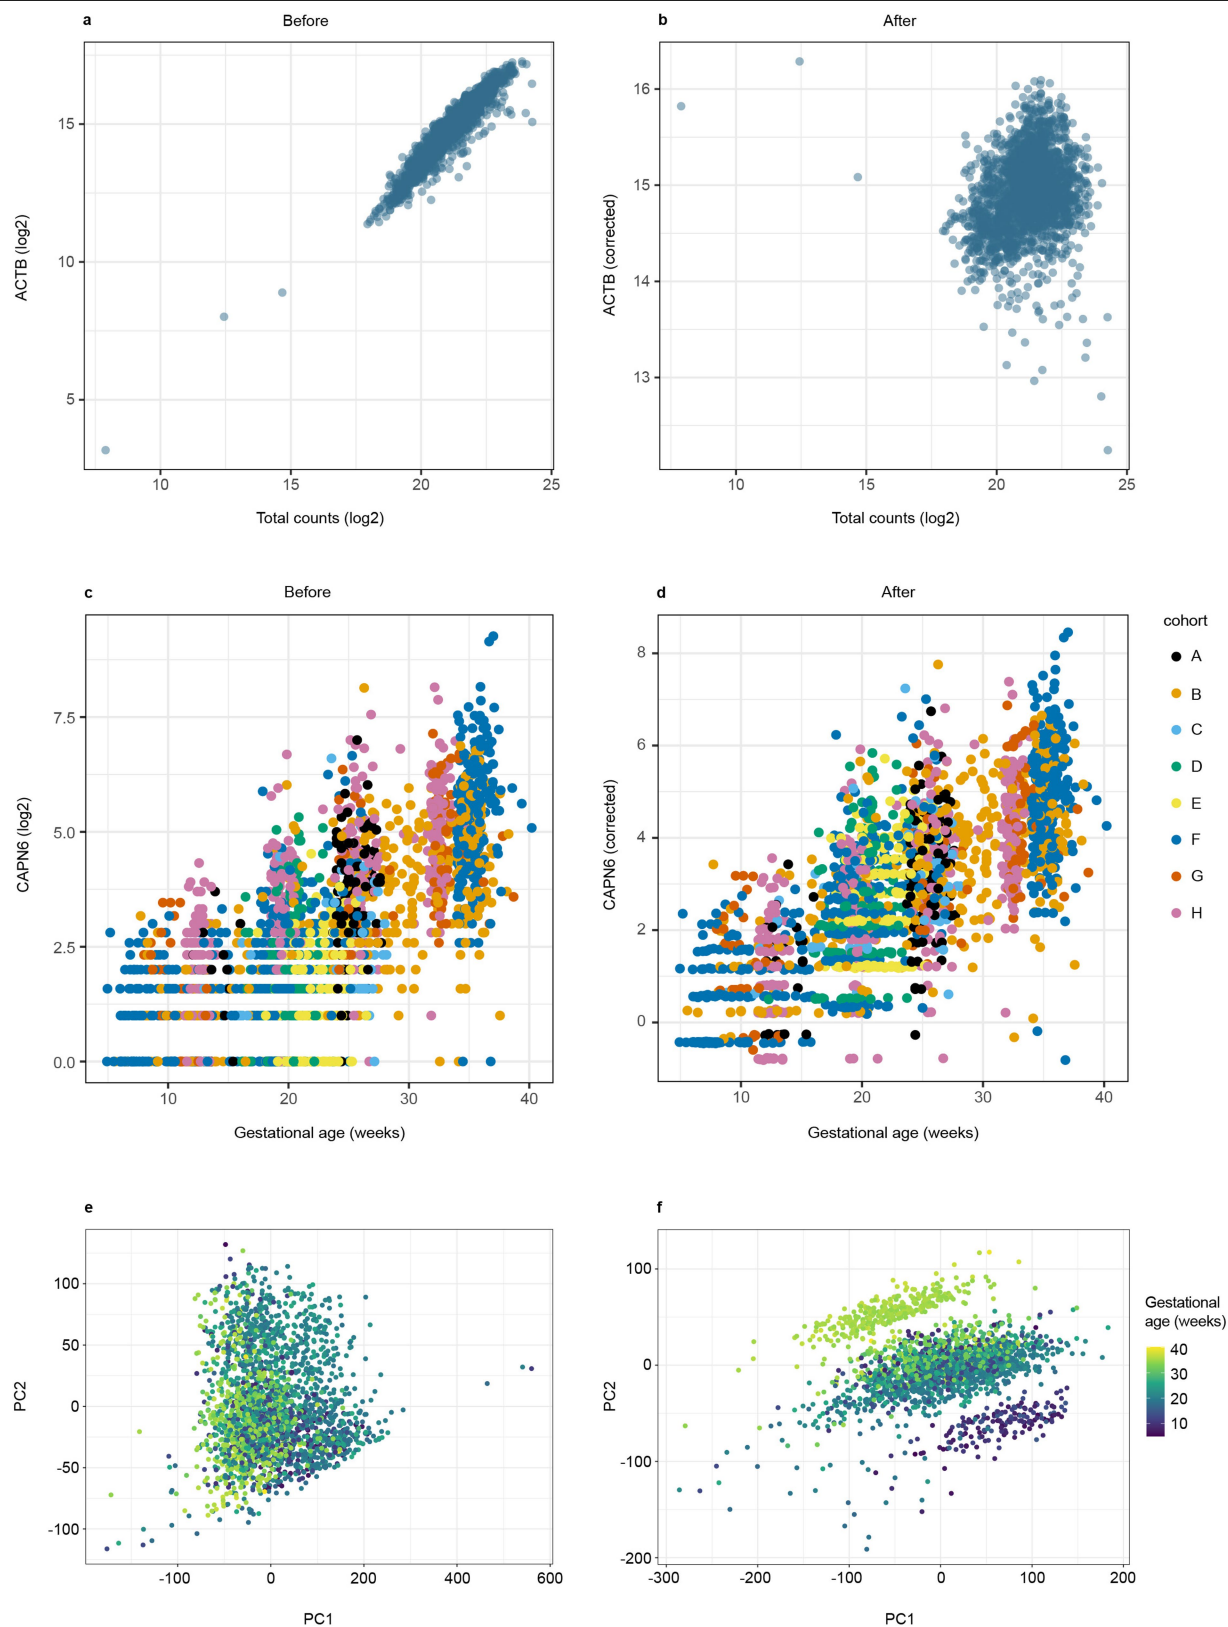 a
Before
ACTB (log2)
15
10
5
10
15
20
25
Total counts (log2)
b
After
ACTB (corrected)
16
15
14
13
10
15
20
25
Total counts (log2)
c
Before
CAPN6 (log2)
7.5
5.0
2.5
0.0
10
20
30
40
Gestational age (weeks)
d
After
CAPN6 (corrected)
8
6
4
2
0
10
20
30
40
Gestational age (weeks)
cohort
A
B
C
D
E
F
G
H
e
PC2
100
50
0
-50
-100
-100
0
200
400
600
PC1
f
PC2
100
0
-100
-200
-300
-200
-100
0
100
200
PC1
Gestational
age (weeks)
40
30
20
10